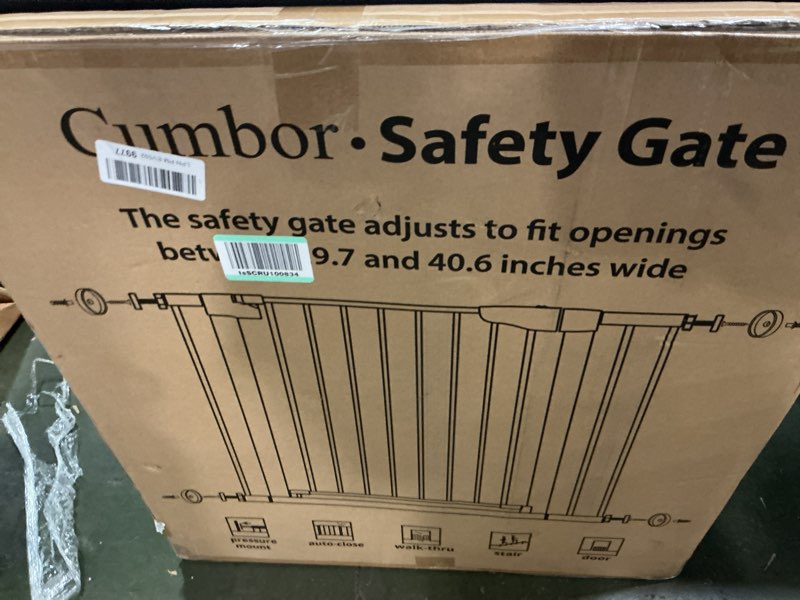 Cumbor • Safety Gate
The safety gate adjusts to fit openings
9.7 and 40.6 inches wide
pressure mount
auto-close
walk-thru
stair
door